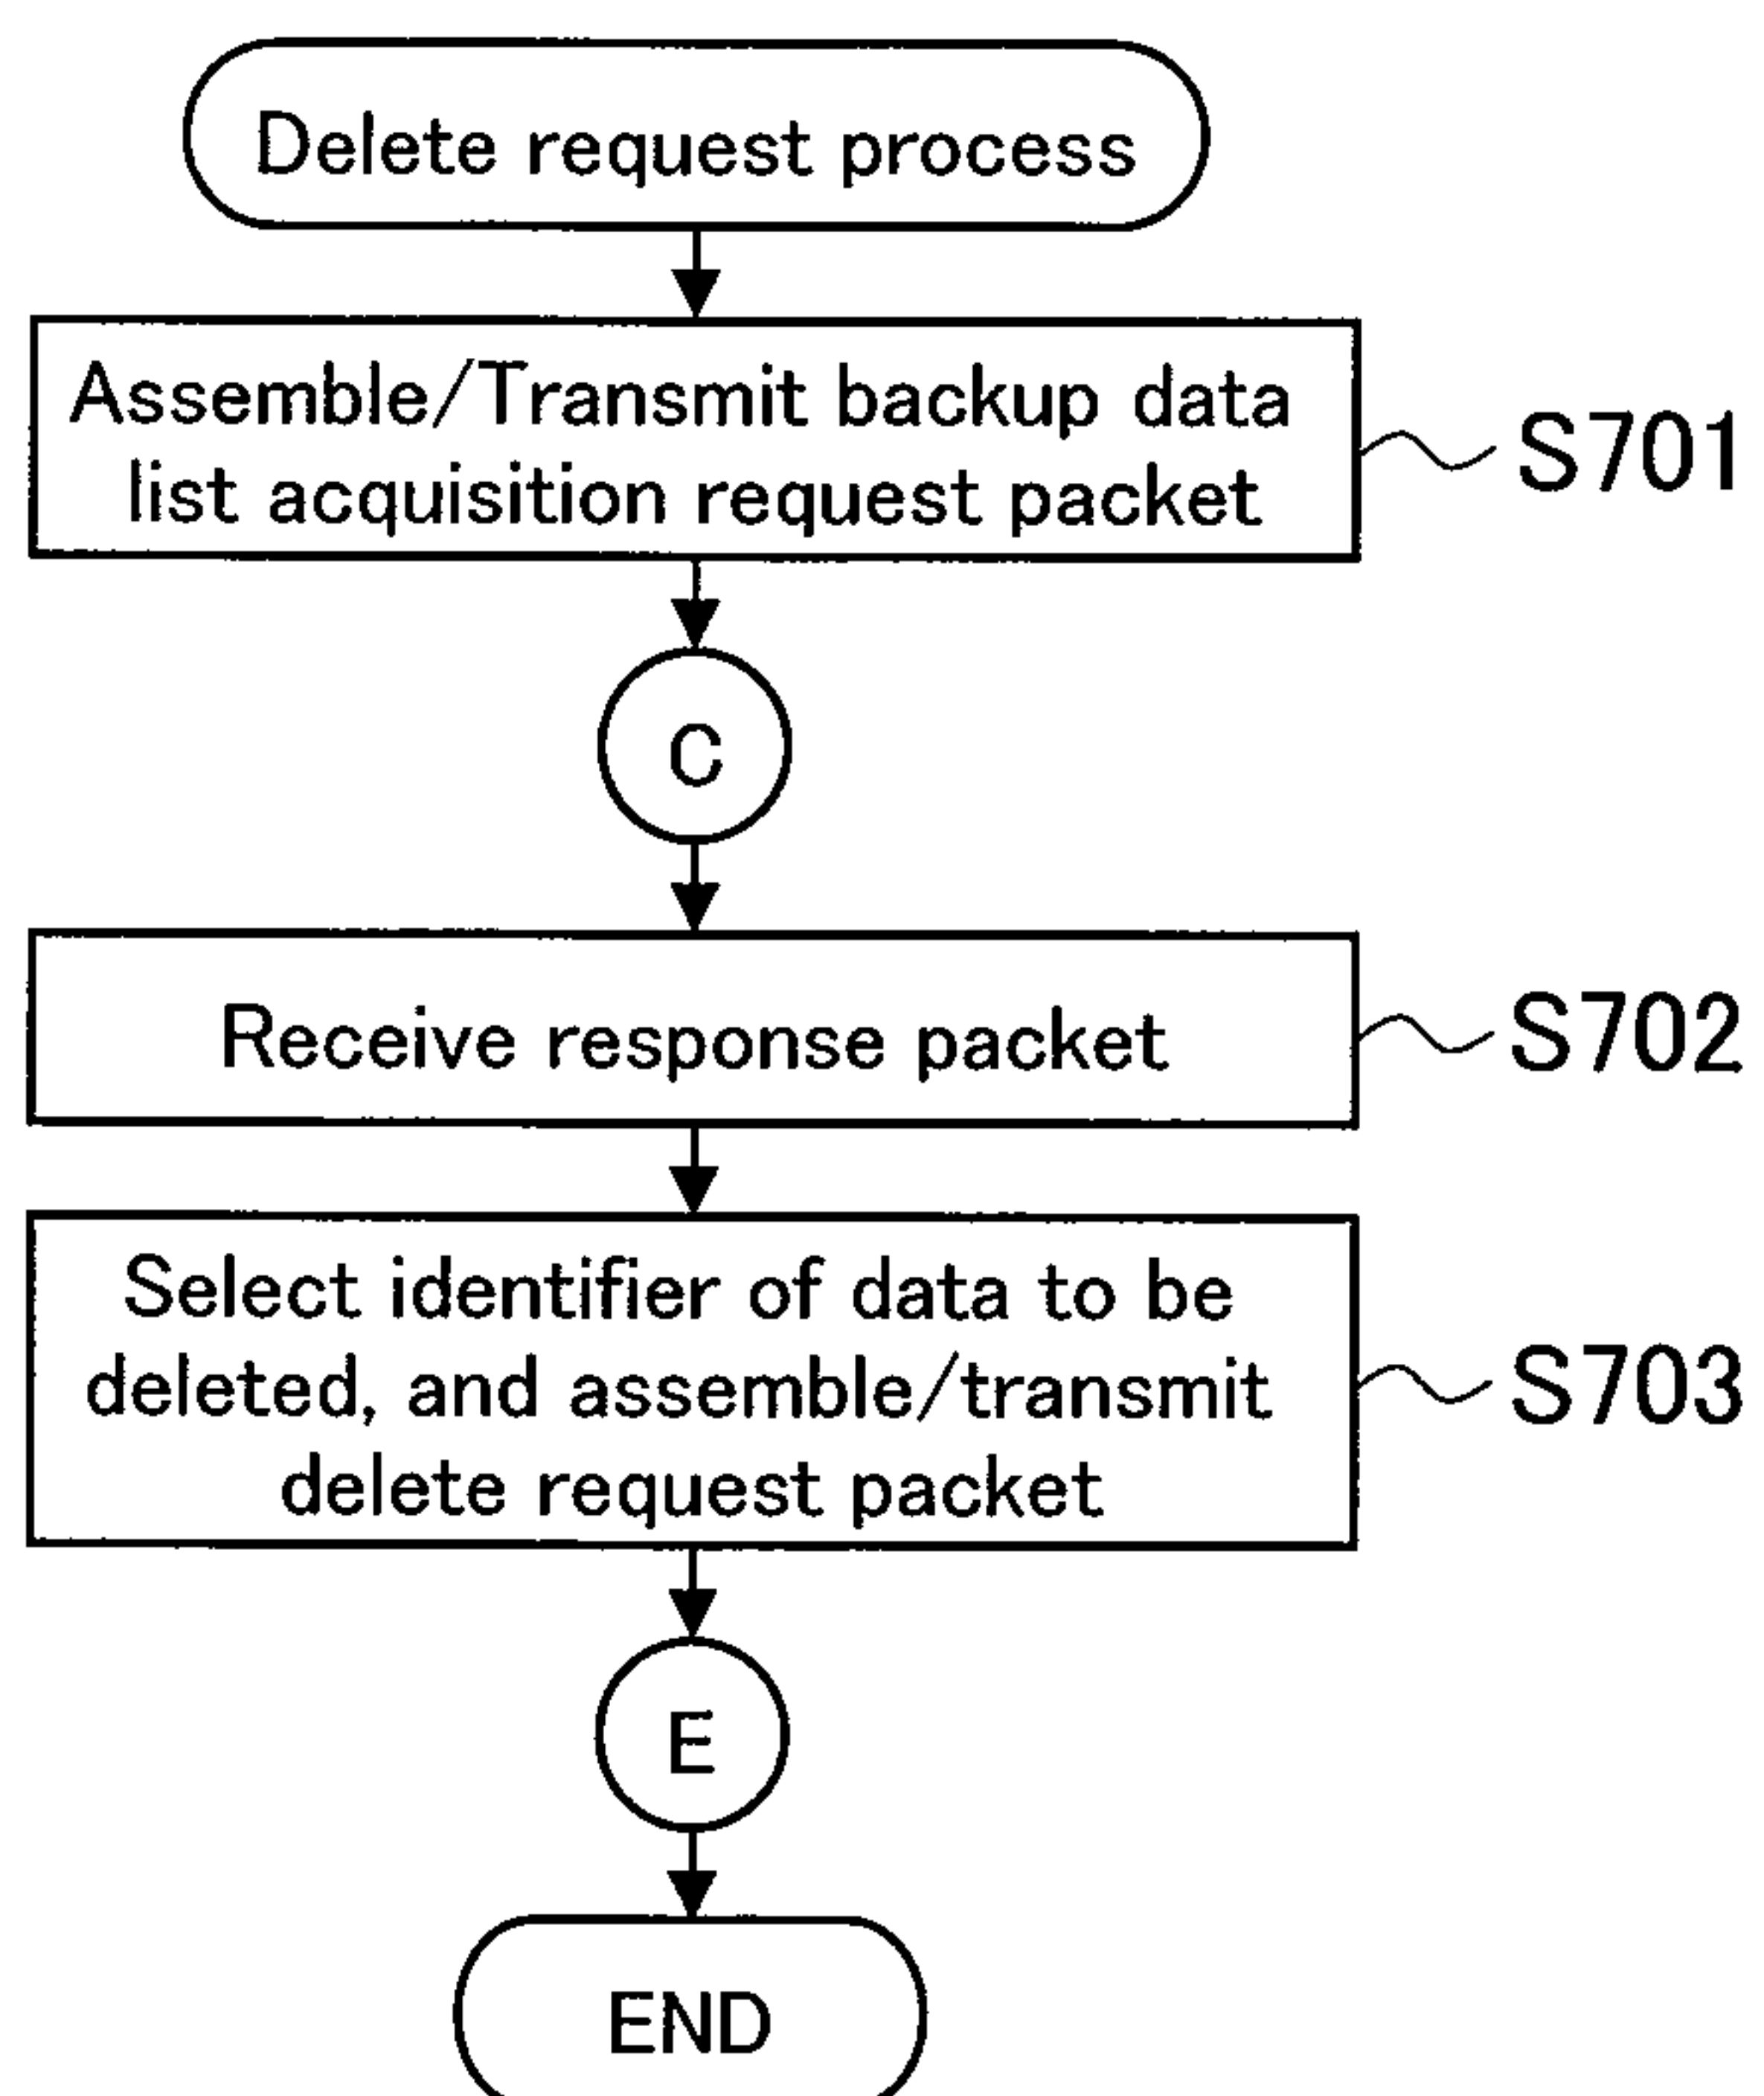 Delete request process
Assemble/Transmit backup data
list acquisition request packet
S701
C
Receive response packet
S702
Select identifier of data to be
deleted, and assemble/transmit
delete request packet
S703
E
END